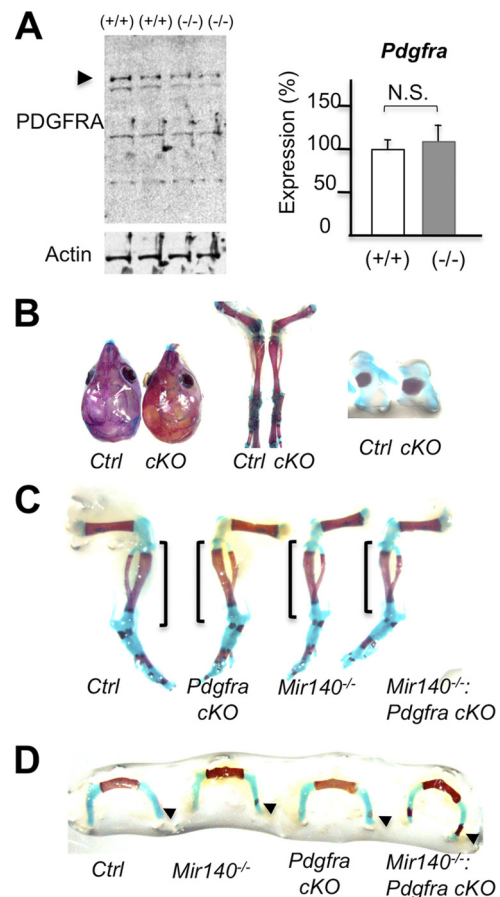 A
(+/+) (+/+) (-/-) (-/-)
PDGFRA
Actin
Pdgfra
Expression (%)
N.S.
150
100
50
0
(+/+) (-/-)
B
Ctrl cKO
Ctrl cKO
Ctrl cKO
C
Ctrl
Pdgfra
cKO
Mir140-/-
Mir140-/-:
Pdgfra cKO
D
Ctrl
Mir140-/-
Pdgfra
cKO
Mir140-/-:
Pdgfra cKO